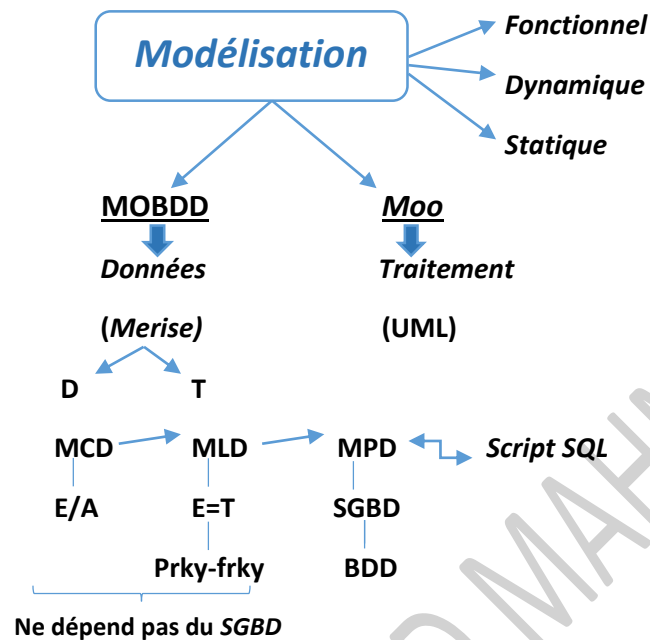 Modélisation
Fonctionnel
Dynamique
Statique
MOBDD
Moo
Données
Traitement
(Merise)
(UML)
D
T
MCD
MLD
MPD
Script SQL
E/A
E=T
SGBD
Prky-frky
BDD
Ne dépend pas du SGBD